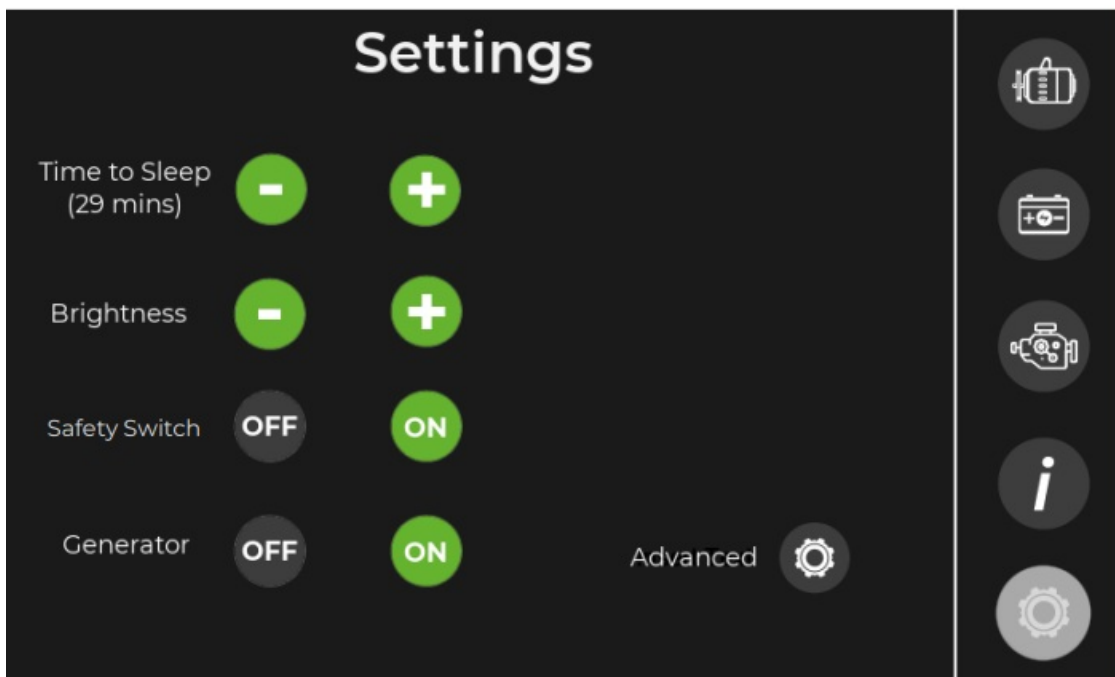 Settings
Time to Sleep
(29 mins)
- +
Brightness
- +
Safety Switch
OFF ON
Generator
OFF ON
Advanced
+ -
i